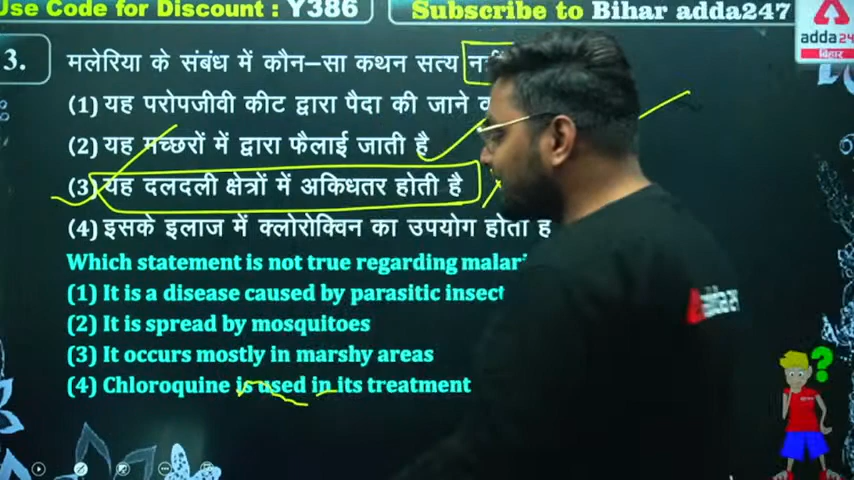 Use Code for Discount : Y386
Subscribe to Bihar adda247
adda24
बिहार
3.
मलेरिया के संबंध में कौन–सा कथन सत्य
(1) यह परोपजीवी कीट द्वारा पैदा की जाने
(2) यह मच्छरों में द्वारा फैलाई जाती है
(3) यह दलदली क्षेत्रों में अकिधतर होती है
(4) इसके इलाज में क्लोरोक्विन का उपयोग होता है
Which statement is not true regarding
(1) It is a disease caused by parasitic insect
(2) It is spread by mosquitoes
(3) It occurs mostly in marshy areas
(4) Chloroquine is used in its treatment